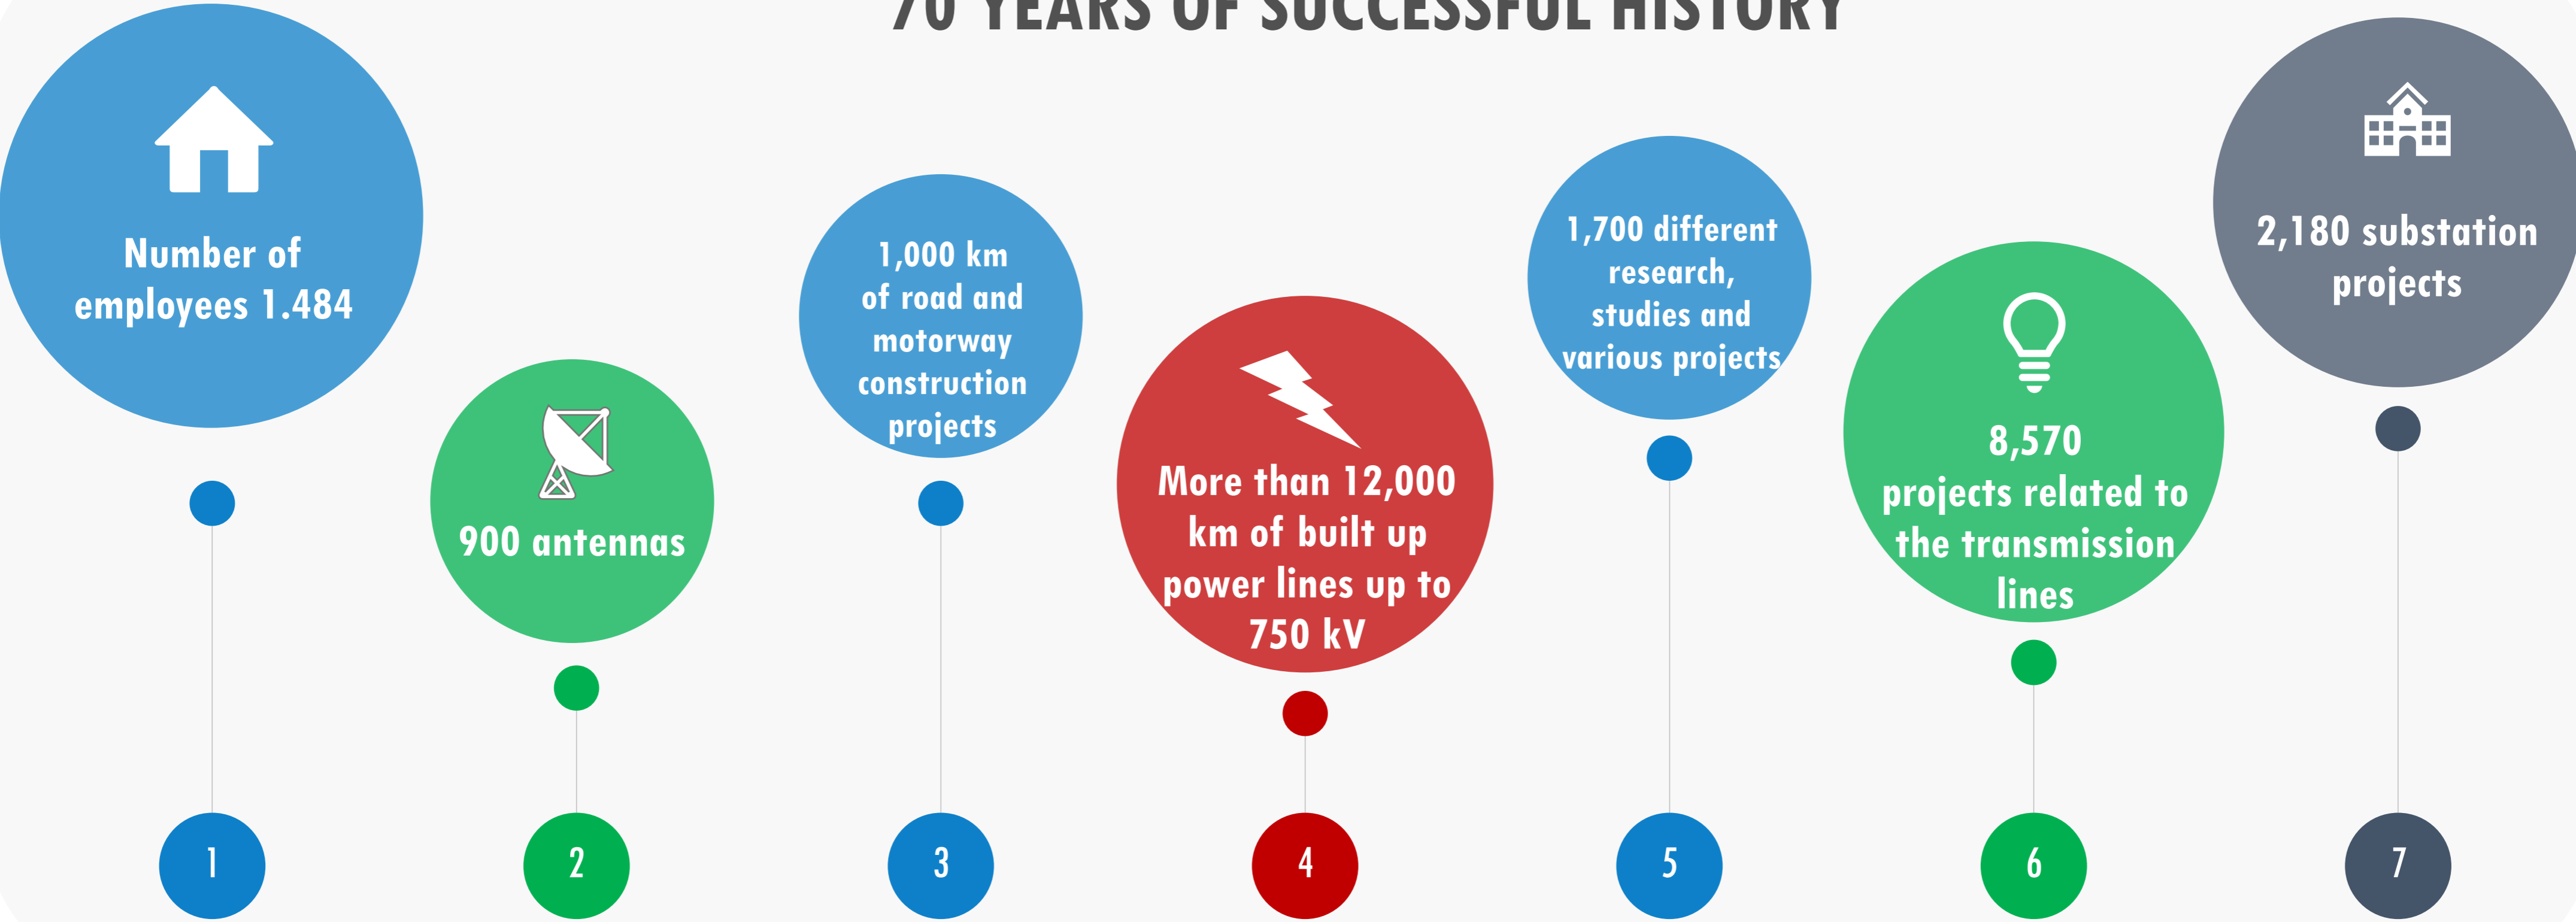 70 YEARS OF SUCCESSFUL HISTORY
Number of
employees 1.484
900 antennas
1,000 km
of road and
motorway
construction
projects
More than 12,000
km of built up
power lines up to
750 kV
1,700 different
research,
studies and
various projects
8,570
projects related to
the transmission
lines
2,180 substation
projects
1
2
3
4
5
6
7